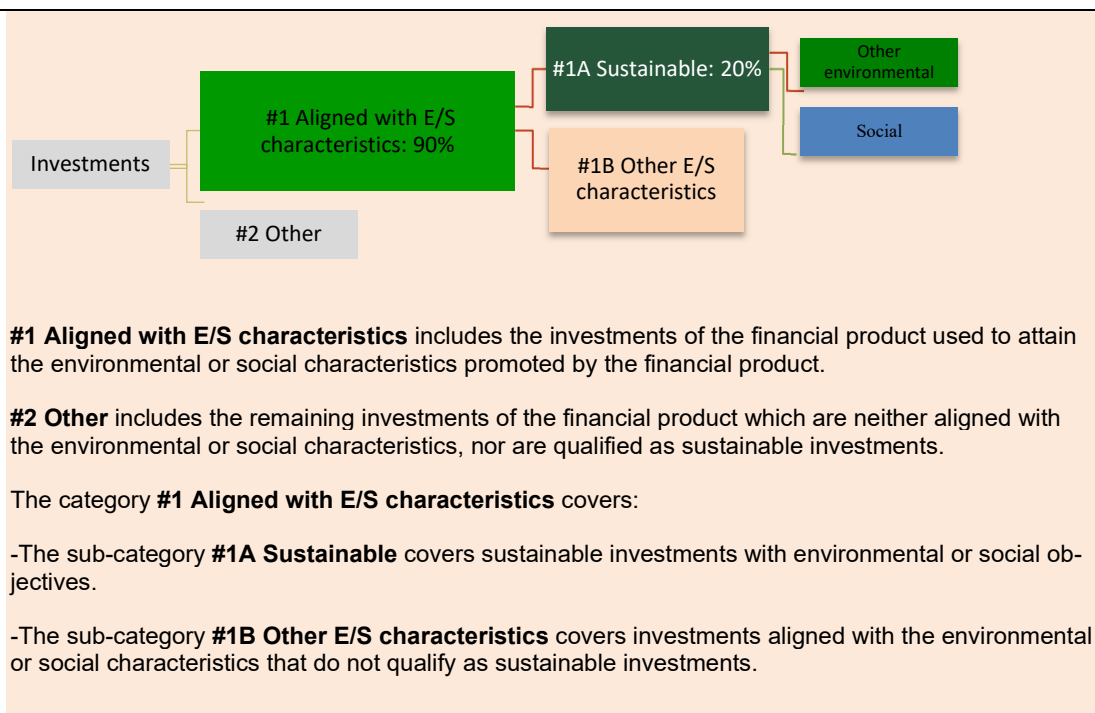 Investments
#1 Aligned with E/S
characteristics: 90%
#2 Other
#1A Sustainable: 20%
#1B Other E/S
characteristics
Other
environmental
Social
#1 Aligned with E/S characteristics includes the investments of the financial product used to attain
the environmental or social characteristics promoted by the financial product.
#2 Other includes the remaining investments of the financial product which are neither aligned with
the environmental or social characteristics, nor are qualified as sustainable investments.
The category #1 Aligned with E/S characteristics covers:
-The sub-category #1A Sustainable covers sustainable investments with environmental or social ob-
jectives.
-The sub-category #1B Other E/S characteristics covers investments aligned with the environmental
or social characteristics that do not qualify as sustainable investments.